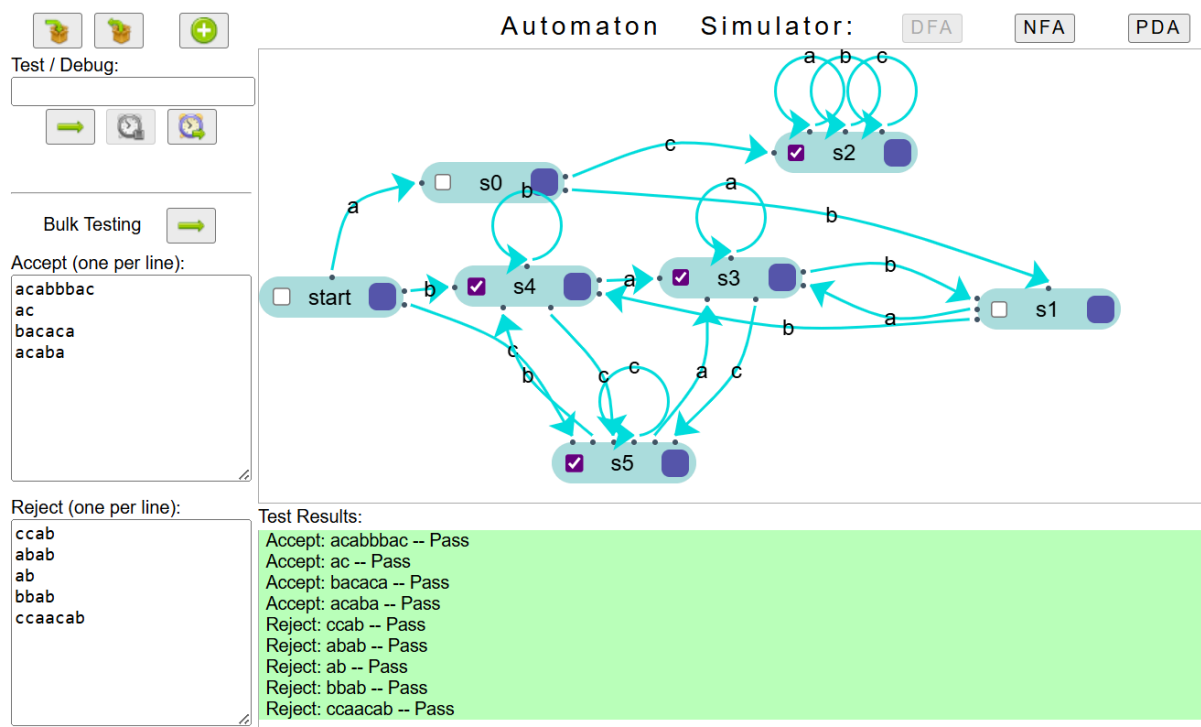 Automaton Simulator:
DFA
NFA
PDA
Test / Debug:
Bulk Testing
Accept (one per line):
acabbbac
ac
bacaca
acaba
Reject (one per line):
ccab
abab
ab
bbab
ccaacab
a
b
c
s2
c
s0
b
a
a
b
start
b
s4
a
s3
b
s1
a
b
c
b
c
c
a
c
s5
Test Results:
Accept: acabbbac -- Pass
Accept: ac -- Pass
Accept: bacaca -- Pass
Accept: acaba -- Pass
Reject: ccab -- Pass
Reject: abab -- Pass
Reject: ab -- Pass
Reject: bbab -- Pass
Reject: ccaacab -- Pass